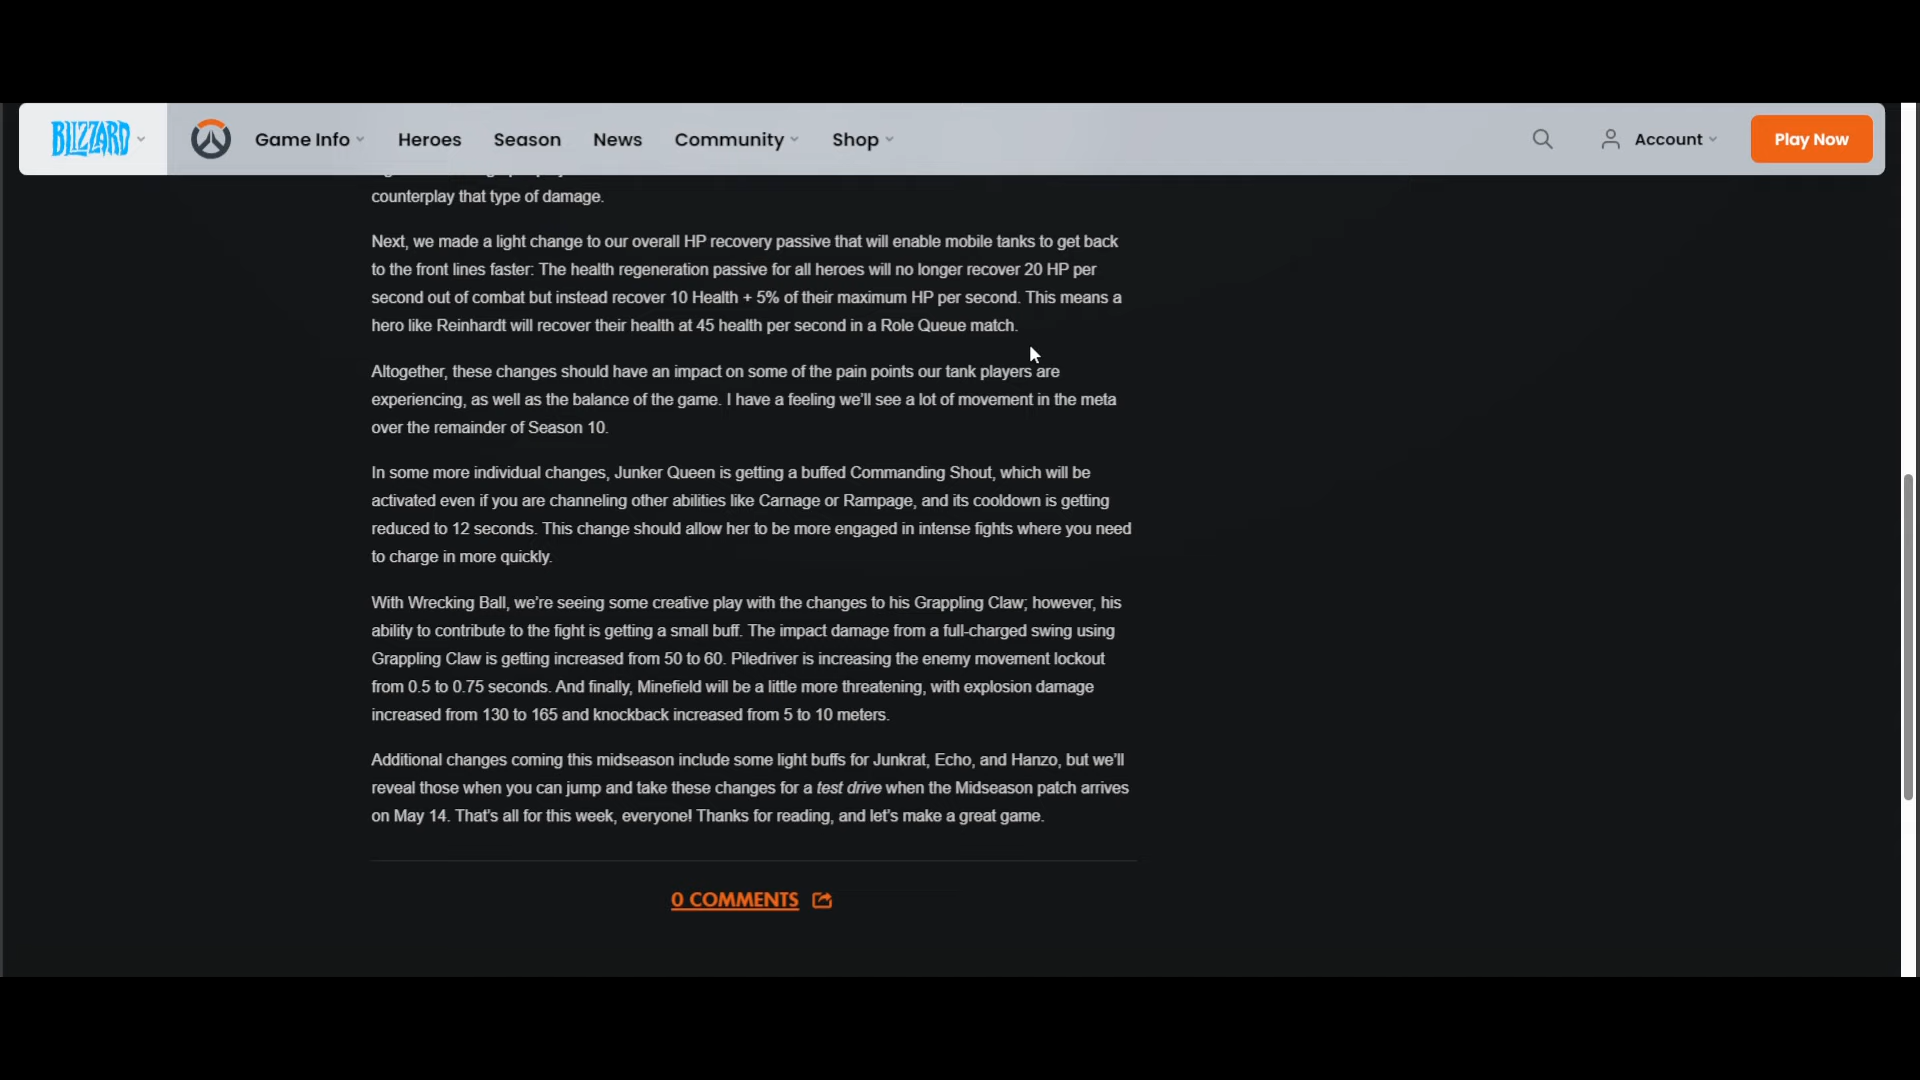 BLIZZARD
Game Info
Heroes
Season
News
Community
Shop
Account
Play Now
counterplay that type of damage.
Next, we made a light change to our overall HP recovery passive that will enable mobile tanks to get back
to the front lines faster: The health regeneration passive for all heroes will no longer recover 20 HP per
second out of combat but instead recover 10 Health + 5% of their maximum HP per second. This means a
hero like Reinhardt will recover their health at 45 health per second in a Role Queue match.
Altogether, these changes should have an impact on some of the pain points our tank players are
experiencing, as well as the balance of the game. I have a feeling we'll see a lot of movement in the meta
over the remainder of Season 10.
In some more individual changes, Junker Queen is getting a buffed Commanding Shout, which will be
activated even if you are channeling other abilities like Carnage or Rampage, and its cooldown is getting
reduced to 12 seconds. This change should allow her to be more engaged in intense fights where you need
to charge in more quickly.
With Wrecking Ball, we're seeing some creative play with the changes to his Grappling Claw; however, his
ability to contribute to the fight is getting a small buff. The impact damage from a full-charged swing using
Grappling Claw is getting increased from 50 to 60. Piledriver is increasing the enemy movement lockout
from 0.5 to 0.75 seconds. And finally, Minefield will be a little more threatening, with explosion damage
increased from 130 to 165 and knockback increased from 5 to 10 meters.
Additional changes coming this midseason include some light buffs for Junkrat, Echo, and Hanzo, but we'll
reveal those when you can jump and take these changes for a test drive when the Midseason patch arrives
on May 14. That's all for this week, everyone! Thanks for reading, and let's make a great game.
0 COMMENTS